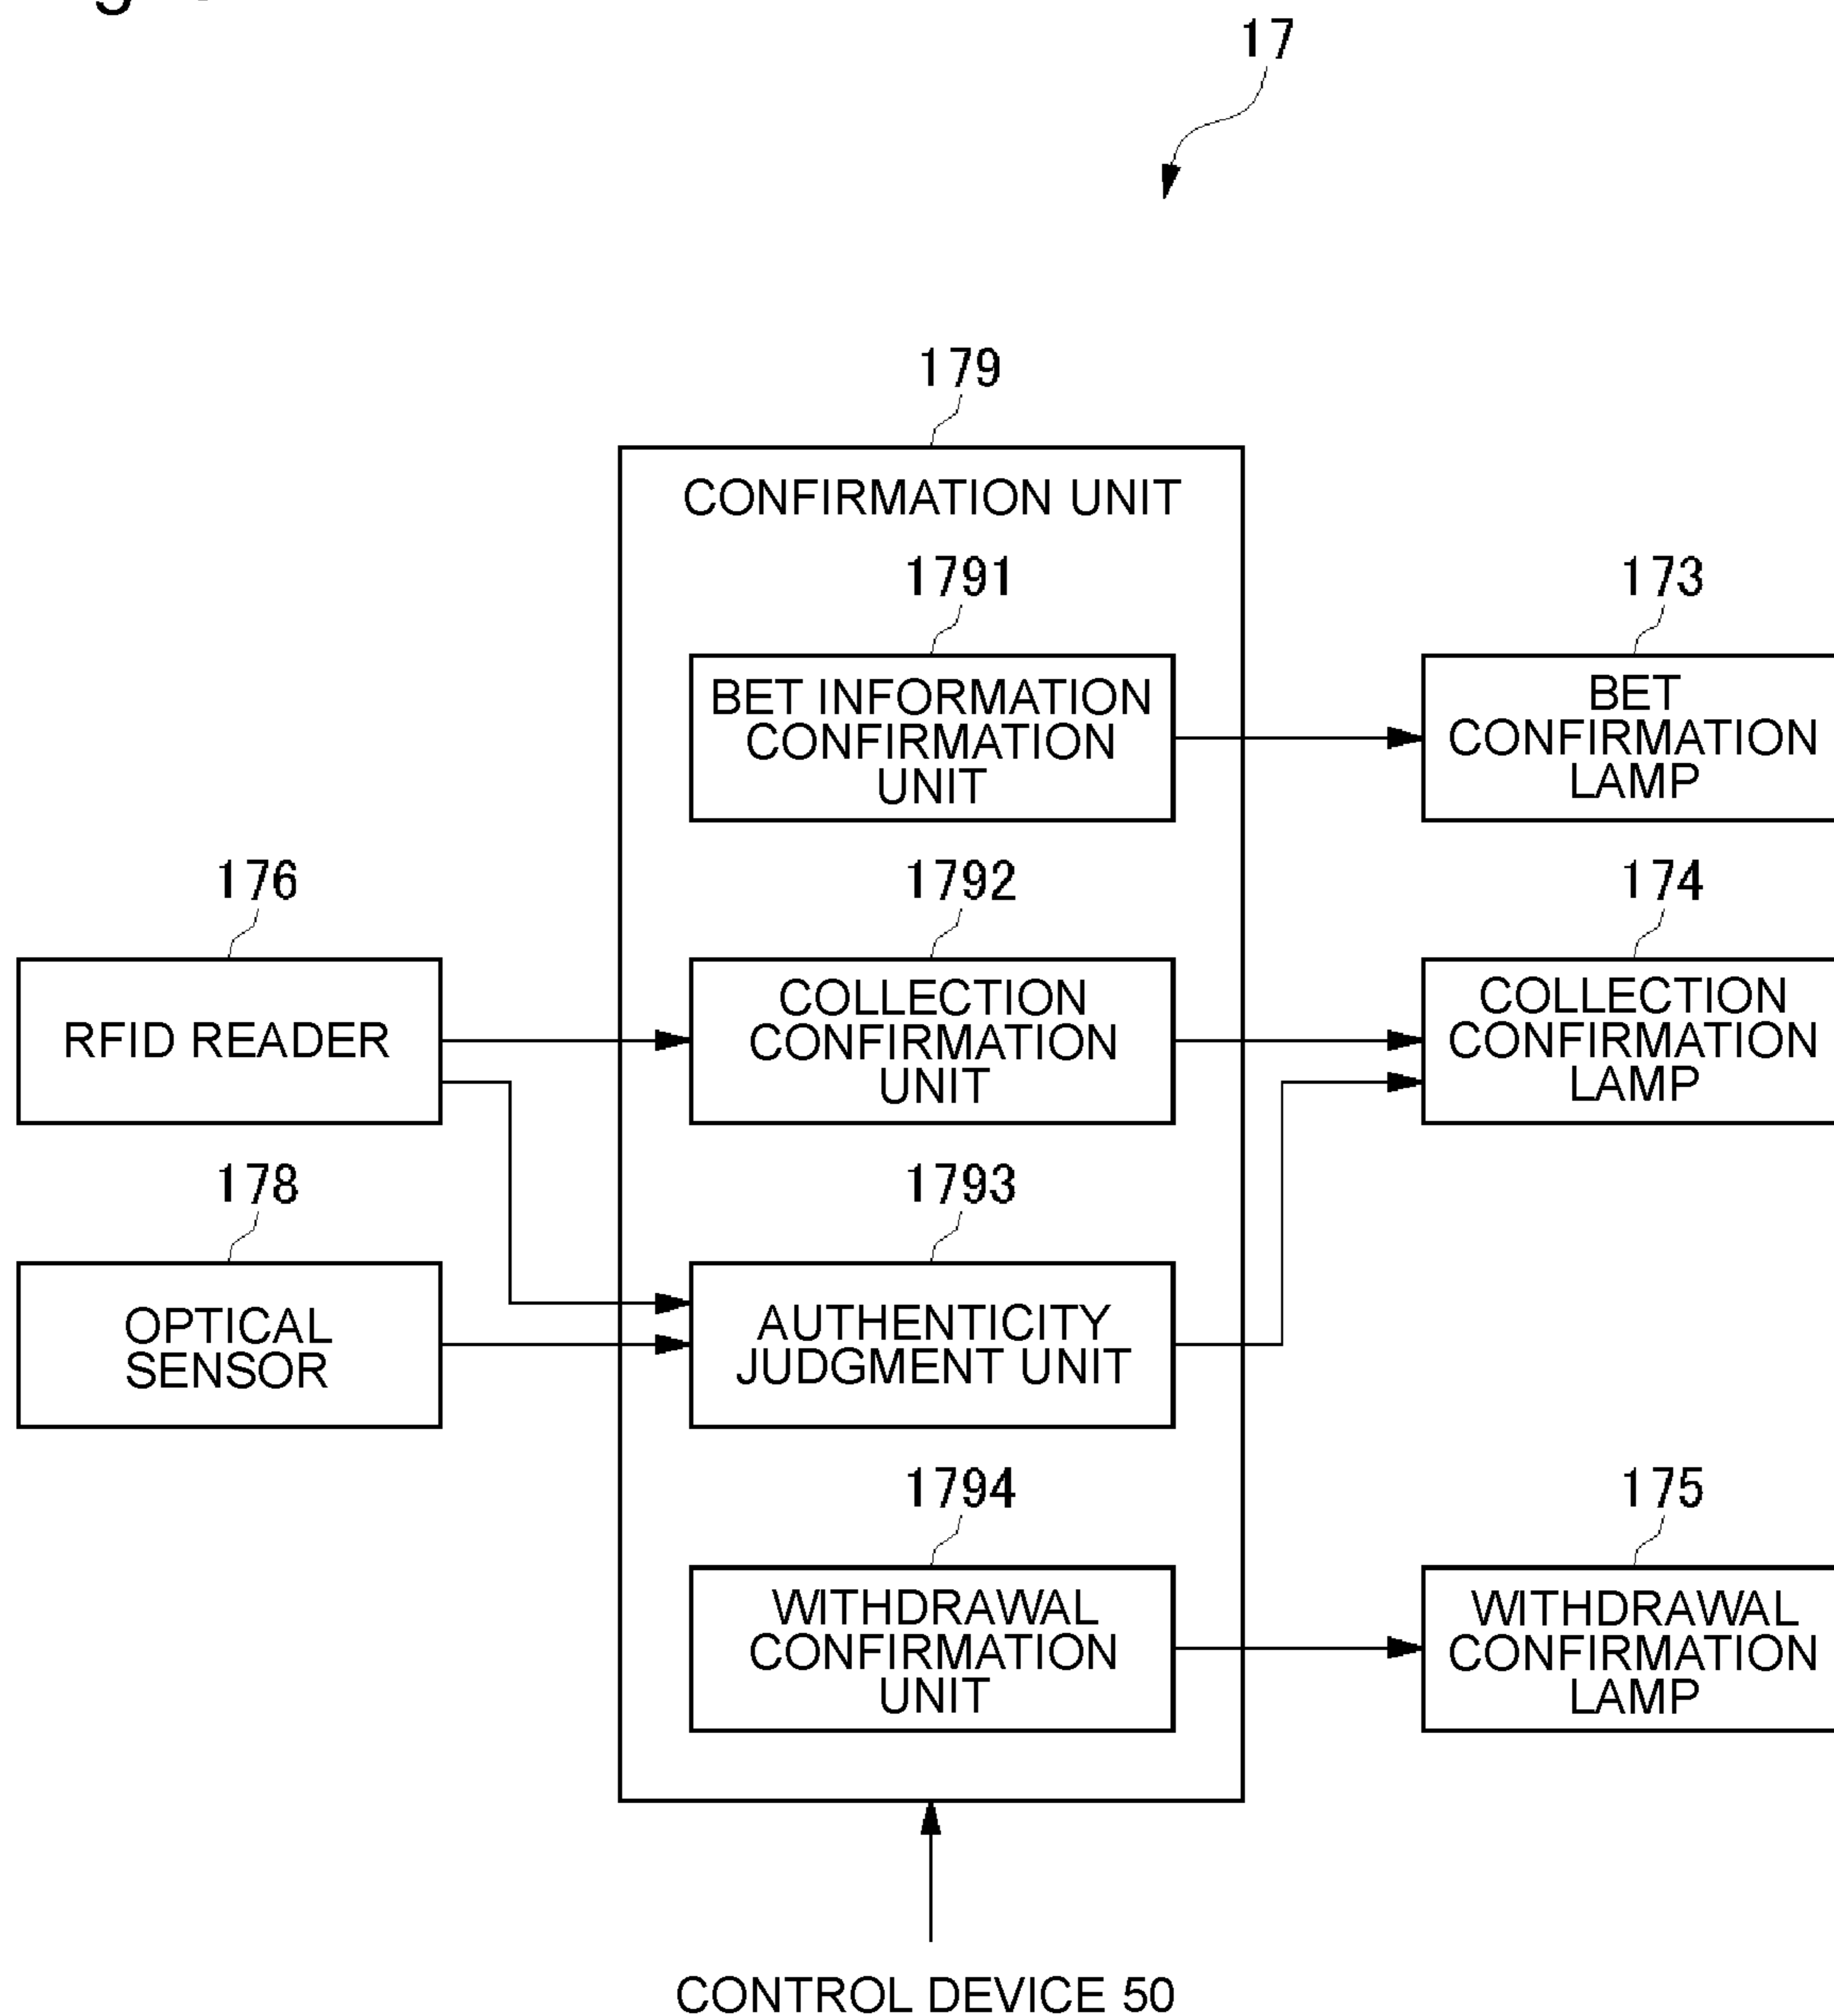 17
179
CONFIRMATION UNIT
1791
BET INFORMATION
CONFIRMATION
UNIT
173
BET
CONFIRMATION
LAMP
176
RFID READER
1792
COLLECTION
CONFIRMATION
UNIT
174
COLLECTION
CONFIRMATION
LAMP
178
OPTICAL
SENSOR
1793
AUTHENTICITY
JUDGMENT UNIT
1794
WITHDRAWAL
CONFIRMATION
UNIT
175
WITHDRAWAL
CONFIRMATION
LAMP
CONTROL DEVICE 50